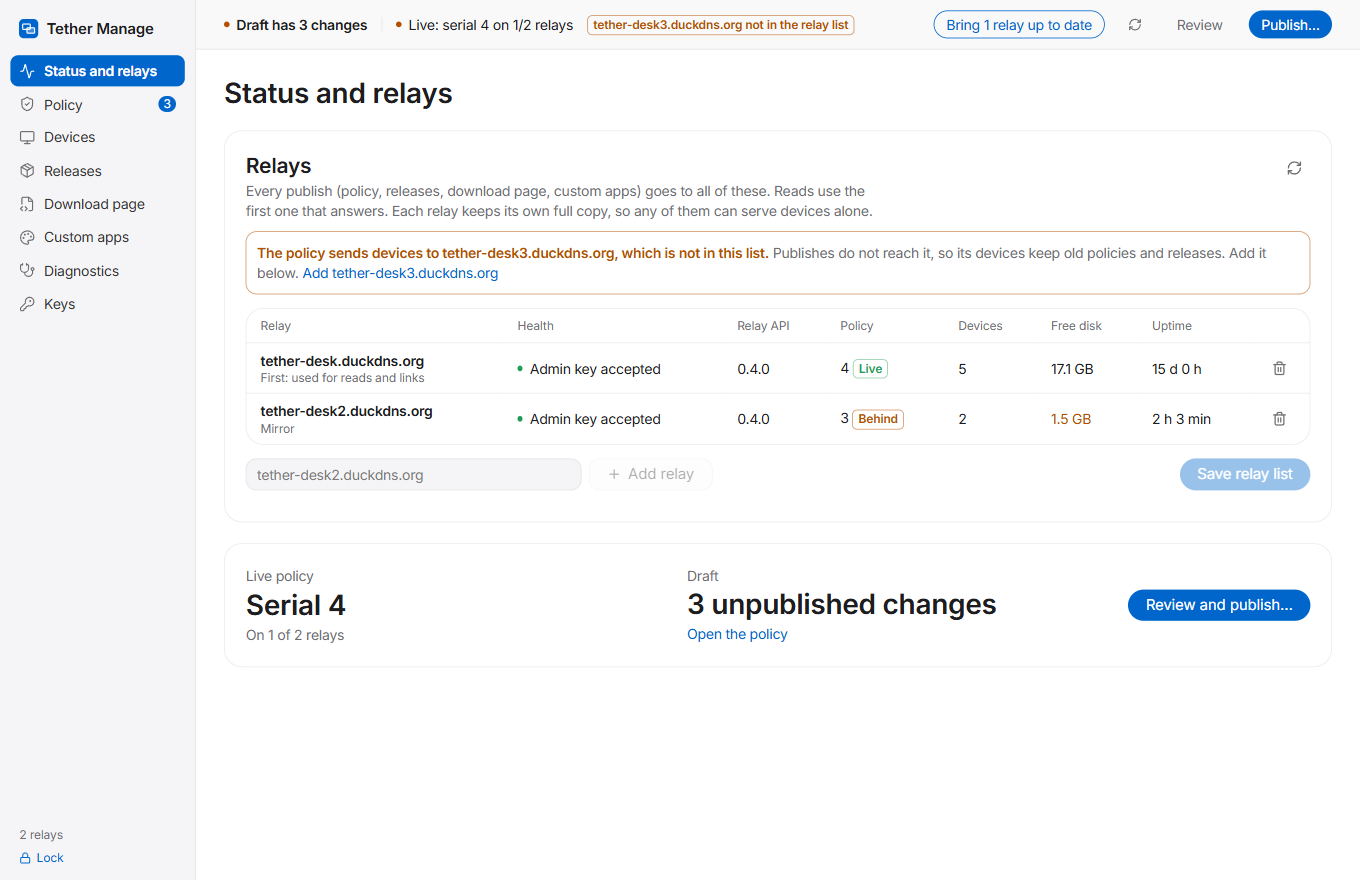 Tether Manage
Status and relays
Policy 3
Devices
Releases
Download page
Custom apps
Diagnostics
Keys
2 relays
Lock
Draft has 3 changes
Live: serial 4 on 1/2 relays
tether-desk3.duckdns.org not in the relay list
Bring 1 relay up to date
Review
Publish...
Status and relays
Relays
Every publish (policy, releases, download page, custom apps) goes to all of these. Reads use the
first one that answers. Each relay keeps its own full copy, so any of them can serve devices alone.
The policy sends devices to tether-desk3.duckdns.org, which is not in this list. Publishes do not reach it, so its devices keep old policies and releases. Add it
below. Add tether-desk3.duckdns.org
Relay Health Relay API Policy Devices Free disk Uptime
tether-desk.duckdns.org Admin key accepted 0.4.0 4 Live 5 17.1 GB 15 d 0 h
First: used for reads and links
tether-desk2.duckdns.org Admin key accepted 0.4.0 3 Behind 2 1.5 GB 2 h 3 min
Mirror
tether-desk2.duckdns.org
+ Add relay
Save relay list
Live policy
Serial 4
On 1 of 2 relays
Draft
3 unpublished changes
Open the policy
Review and publish...